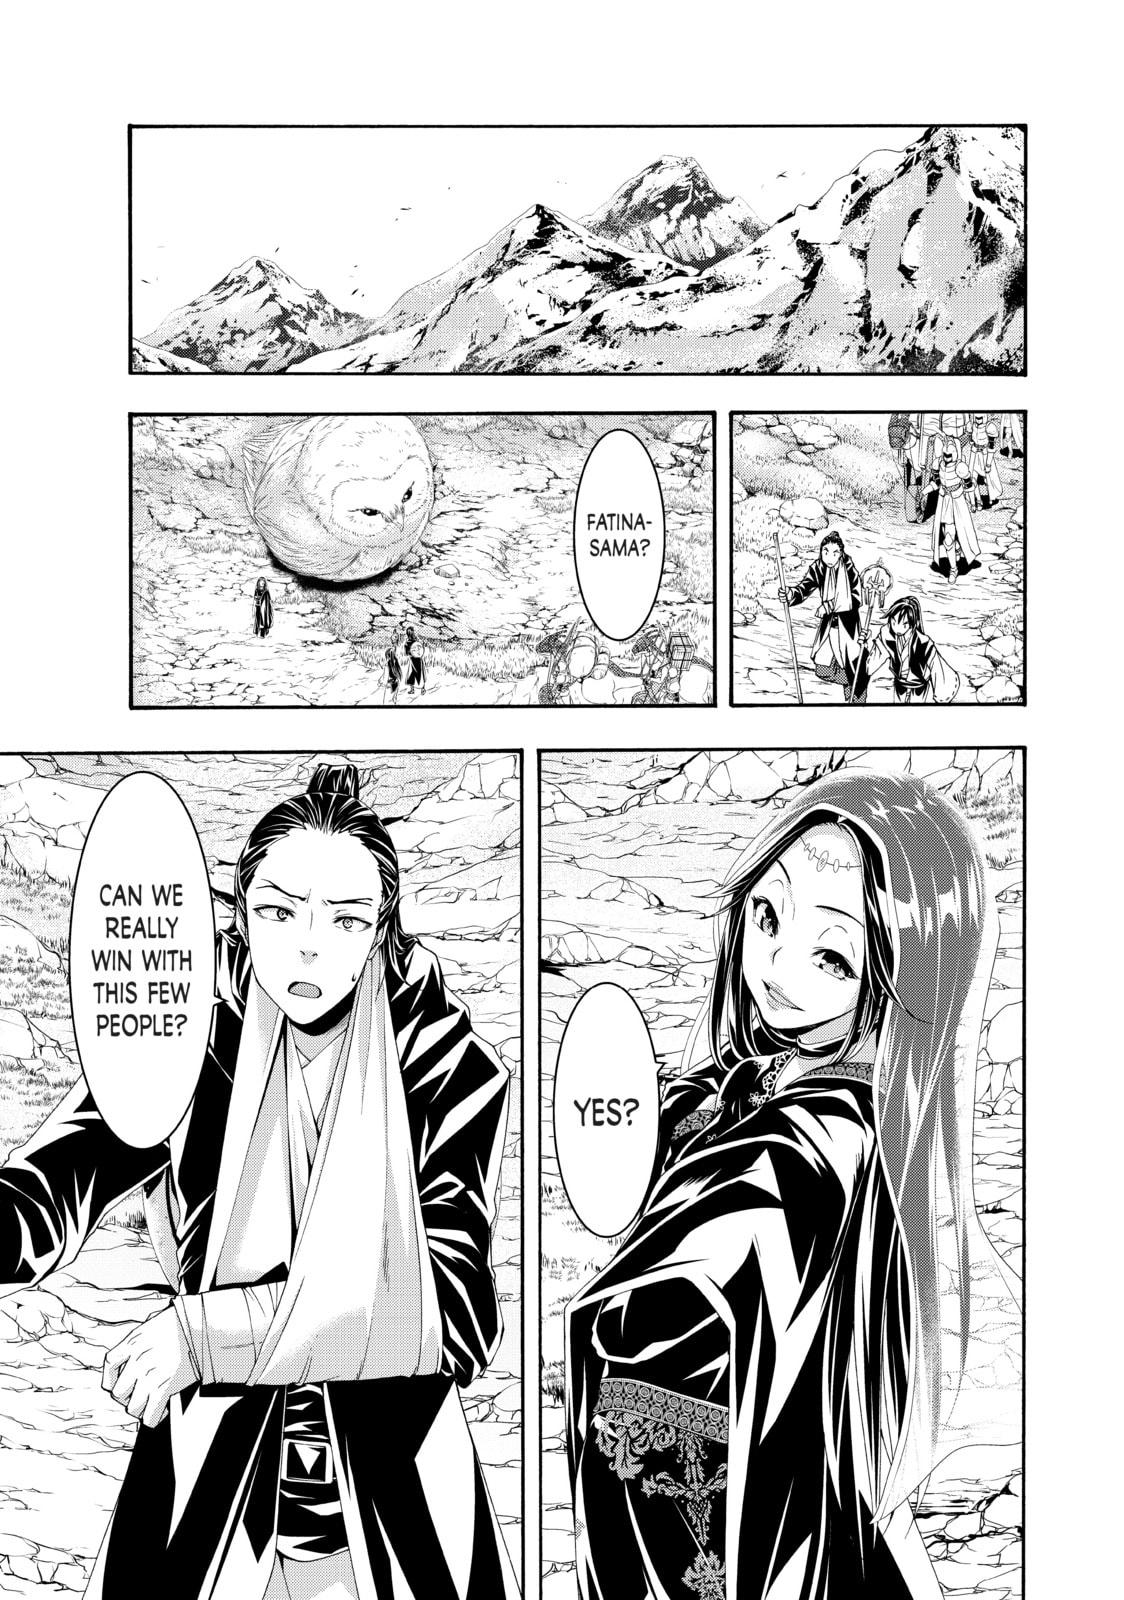 FATINA-
SAMA?
YES?
CAN WE
REALLY
WIN WITH
THIS FEW
PEOPLE?